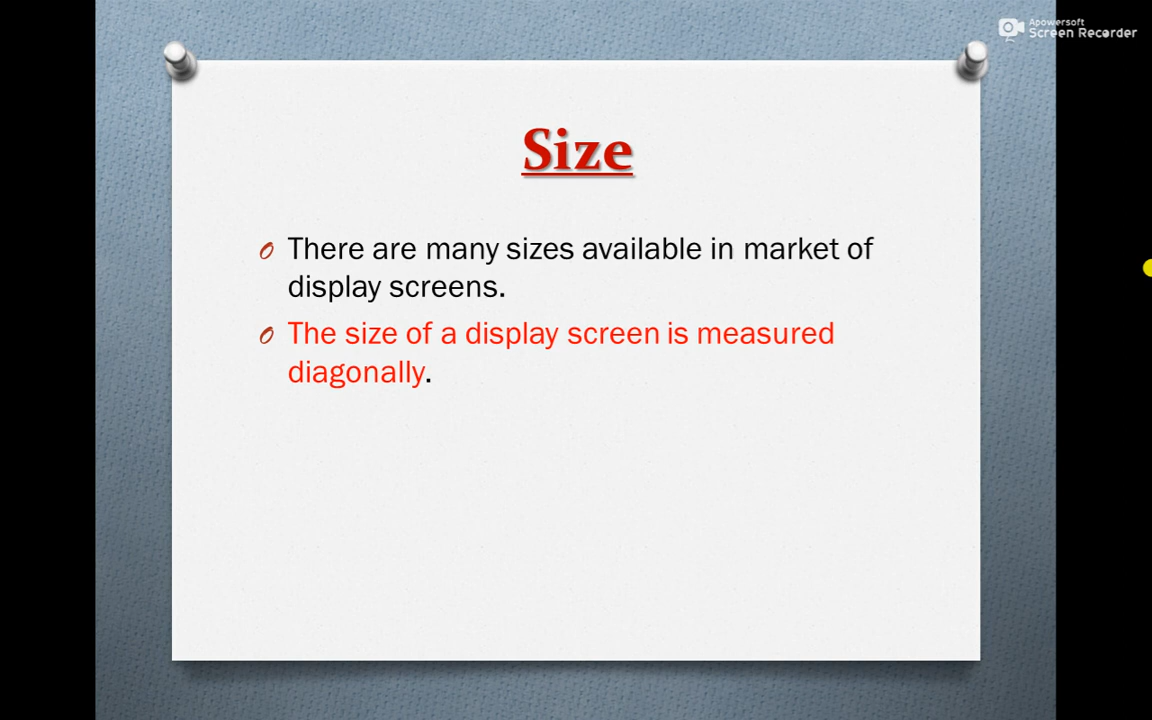 Apowersoft
Screen Recorder
Size
There are many sizes available in market of
display screens.
The size of a display screen is measured
diagonally.